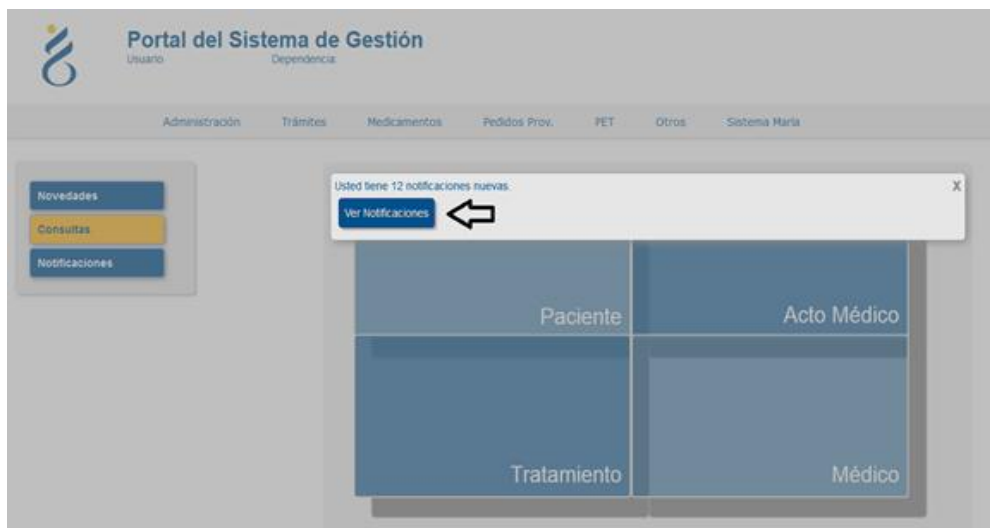 Portal del Sistema de Gestión
Usuario Dependencia:
Administración Trámites Medicamentos Pedidos Prov. PET Otros Sistema María
Novedades
Consultas
Notificaciones
Usted tiene 12 notificaciones nuevas. X
Ver Notificaciones
Paciente Acto Médico
Tratamiento Médico